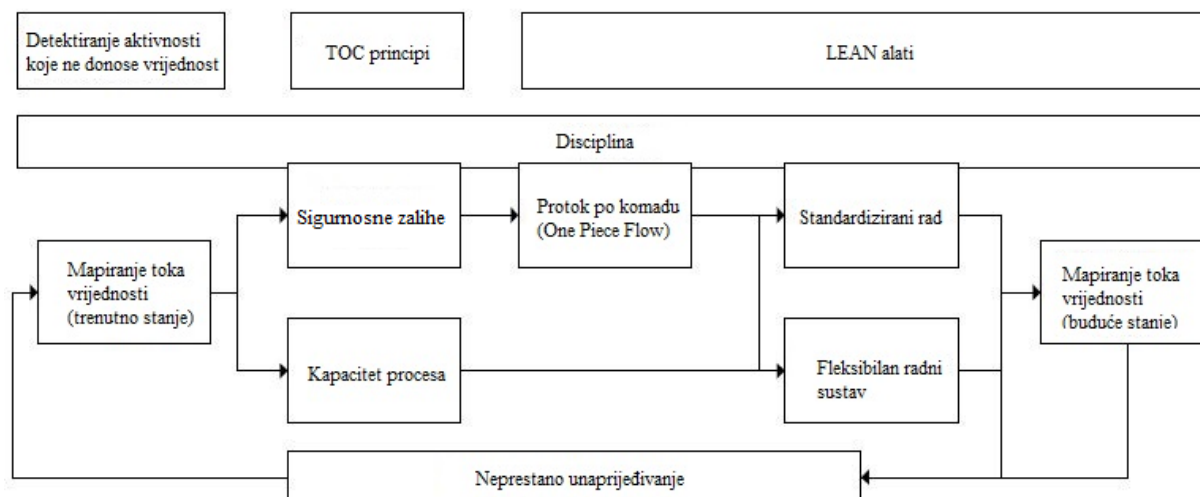 Detektiranje aktivnosti
koje ne donose vrijednost
TOC principi
LEAN alati
Disciplina
Sigurnosne zalihe
Protok po komadu
(One Piece Flow)
Standardizirani rad
Mapiranje toka
vrijednosti
(trenutno stanje)
Mapiranje toka
vrijednosti
(buduće stanje)
Kapacitet procesa
Fleksibilan radni
sustav
Neprestano unaprijeđivanje